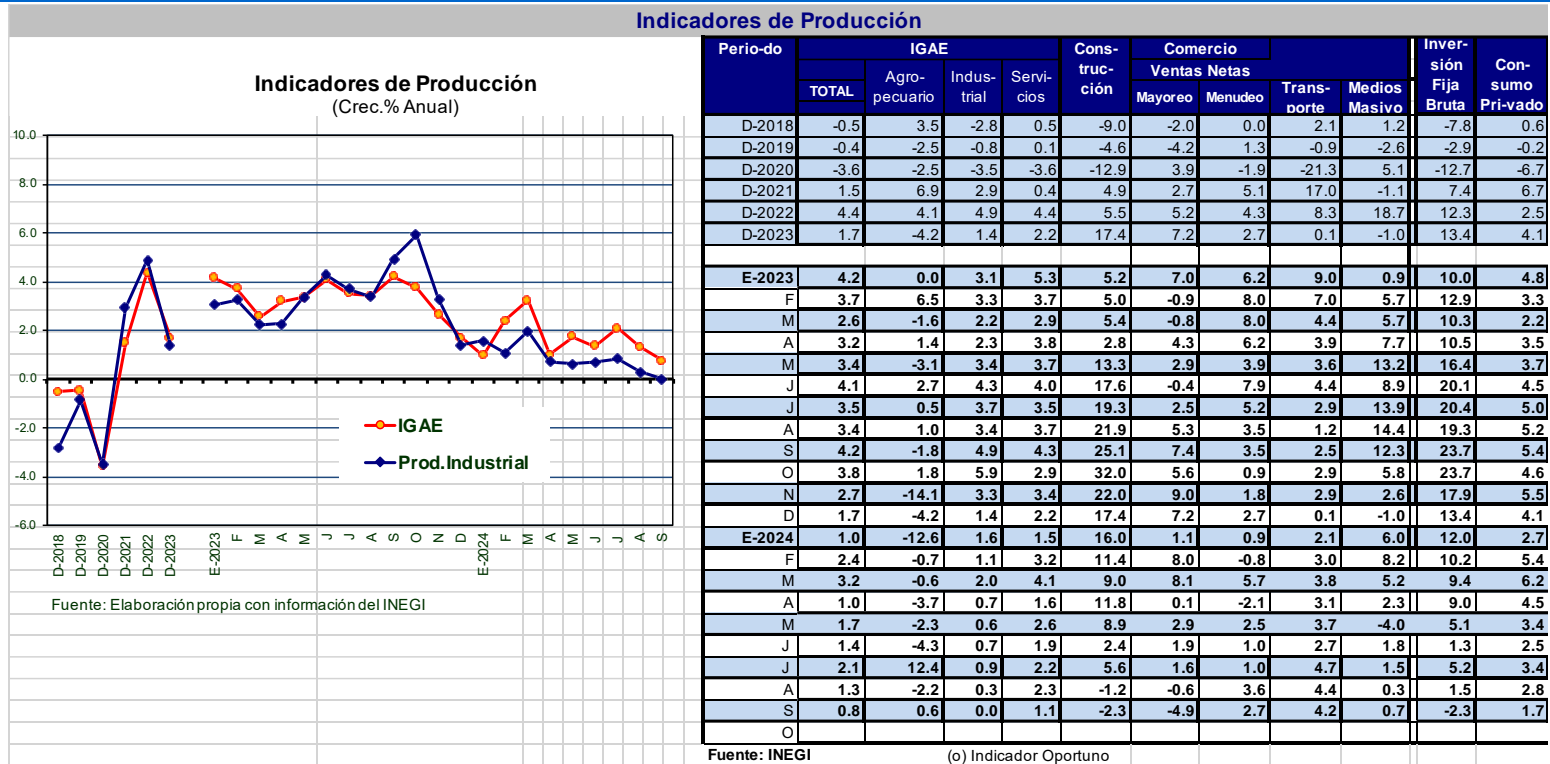 Indicadores de Producción
Indicadores de Producción
(Crec.% Anual)
10.0
8.0
6.0
4.0
2.0
0.0
-2.0
-4.0
-6.0
IGAE
Prod.Industrial
D-2018 D-2019 D-2020 D-2021 D-2022 D-2023 E-2023 F M A M J J A S O N D E-2024 F M A M J J A S
Fuente: Elaboración propia con información del INEGI
Perio-do IGAE Cons-truc-ción Comercio Inver-sión Fija Bruta Con-sumo Pri-vado
Ventas Netas
TOTAL Agro-pecuario Indus-trial Servi-cios Mayoreo Menudeo Trans-porte Medios Masivo
D-2018 -0.5 3.5 -2.8 0.5 -9.0 -2.0 0.0 2.1 1.2 -7.8 0.6
D-2019 -0.4 -2.5 -0.8 0.1 -4.6 -4.2 1.3 -0.9 -2.6 -2.9 -0.2
D-2020 -3.6 -2.5 -3.5 -3.6 -12.9 3.9 -1.9 -21.3 5.1 -12.7 -6.7
D-2021 1.5 6.9 2.9 0.4 4.9 2.7 5.1 17.0 -1.1 7.4 6.7
D-2022 4.4 4.1 4.9 4.4 5.5 5.2 4.3 8.3 18.7 12.3 2.5
D-2023 1.7 -4.2 1.4 2.2 17.4 7.2 2.7 0.1 -1.0 13.4 4.1
E-2023 4.2 0.0 3.1 5.3 5.2 7.0 6.2 9.0 0.9 10.0 4.8
F 3.7 6.5 3.3 3.7 5.0 -0.9 8.0 7.0 5.7 12.9 3.3
M 2.6 -1.6 2.2 2.9 5.4 -0.8 8.0 4.4 5.7 10.3 2.2
A 3.2 1.4 2.3 3.8 2.8 4.3 6.2 3.9 7.7 10.5 3.5
M 3.4 -3.1 3.4 3.7 13.3 2.9 3.9 3.6 13.2 16.4 3.7
J 4.1 2.7 4.3 4.0 17.6 -0.4 7.9 4.4 8.9 20.1 4.5
J 3.5 0.5 3.7 3.5 19.3 2.5 5.2 2.9 13.9 20.4 5.0
A 3.4 1.0 3.4 3.7 21.9 5.3 3.5 1.2 14.4 19.3 5.2
S 4.2 -1.8 4.9 4.3 25.1 7.4 3.5 2.5 12.3 23.7 5.4
O 3.8 1.8 5.9 2.9 32.0 5.6 0.9 2.9 5.8 23.7 4.6
N 2.7 -14.1 3.3 3.4 22.0 9.0 1.8 2.9 2.6 17.9 5.5
D 1.7 -4.2 1.4 2.2 17.4 7.2 2.7 0.1 -1.0 13.4 4.1
E-2024 1.0 -12.6 1.6 1.5 16.0 1.1 0.9 2.1 6.0 12.0 2.7
F 2.4 -0.7 1.1 3.2 11.4 8.0 -0.8 3.0 8.2 10.2 5.4
M 3.2 -0.6 2.0 4.1 9.0 8.1 5.7 3.8 5.2 9.4 6.2
A 1.0 -3.7 0.7 1.6 11.8 0.1 -2.1 3.1 2.3 9.0 4.5
M 1.7 -2.3 0.6 2.6 8.9 2.9 2.5 3.7 -4.0 5.1 3.4
J 1.4 -4.3 0.7 1.9 2.4 1.9 1.0 2.7 1.8 1.3 2.5
J 2.1 12.4 0.9 2.2 5.6 1.6 1.0 4.7 1.5 5.2 3.4
A 1.3 -2.2 0.3 2.3 -1.2 -0.6 3.6 4.4 0.3 1.5 2.8
S 0.8 0.6 0.0 1.1 -2.3 -4.9 2.7 4.2 0.7 -2.3 1.7
O
Fuente: INEGI (o) Indicador Oportuno